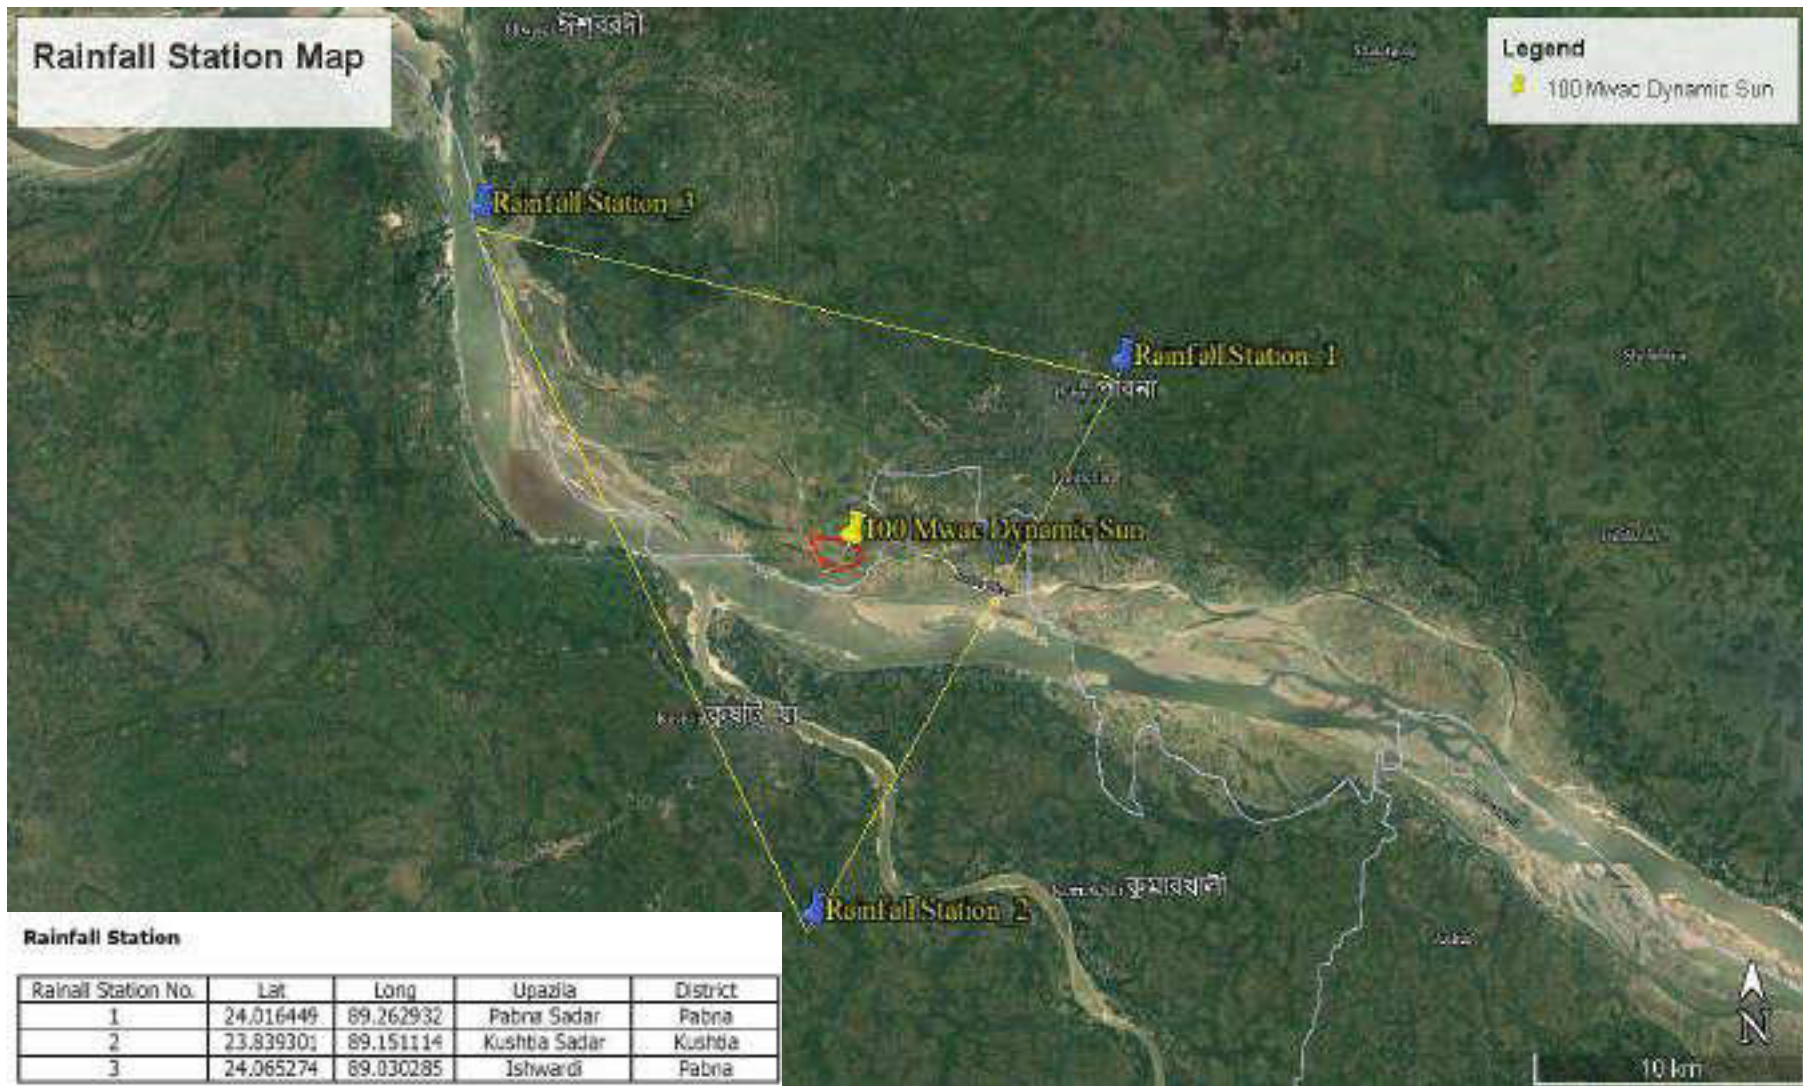 Rainfall Station Map
ঈশ্বরদী
Legend
100 Mwac Dynamic Sun
Rainfall Station_3
Rainfall Station_1
পাবনা
100 Mwac Dynamic Sun
Rainfall Station_2
কুমারখালী
Rainfall Station
Rainall Station No. Lat Long Upazila District
1 24.016449 89.262932 Pabna Sadar Pabna
2 23.839301 89.151114 Kushtia Sadar Kushtia
3 24.065274 89.030285 Ishwardi Pabna
N
10 km